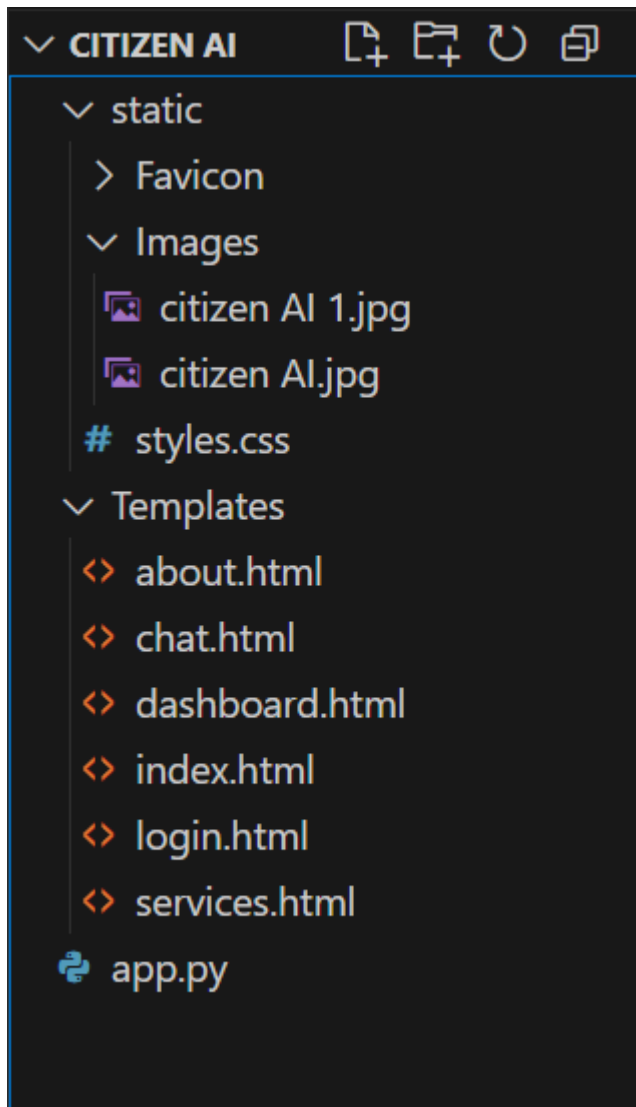 CITIZEN AI
static
Favicon
Images
citizen AI 1.jpg
citizen AI.jpg
# styles.css
Templates
<> about.html
<> chat.html
<> dashboard.html
<> index.html
<> login.html
<> services.html
app.py